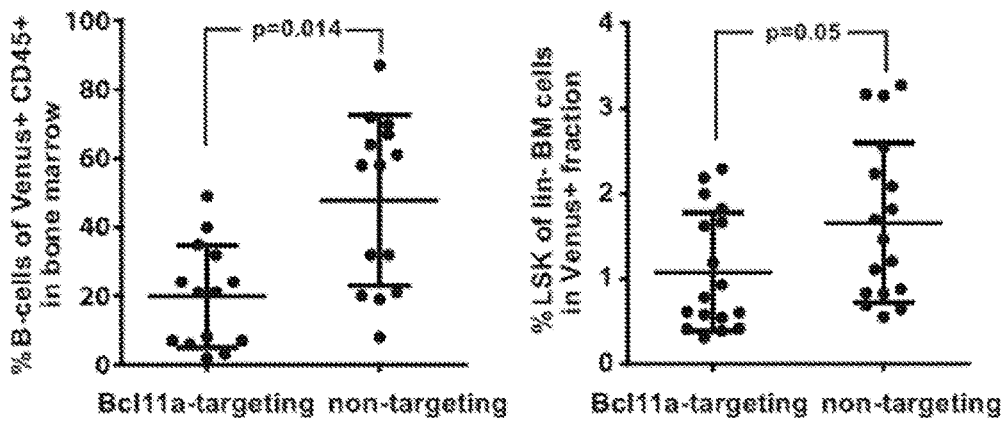 %B-cells of Venus+ CD45+
in bone marrow
100
80
60
40
20
0
p=0.014
Bcl11a-targeting non-targeting
% LSK of lin- BM cells
in Venus+ fraction
4
3
2
1
0
p=0.05
Bcl11a-targeting non-targeting